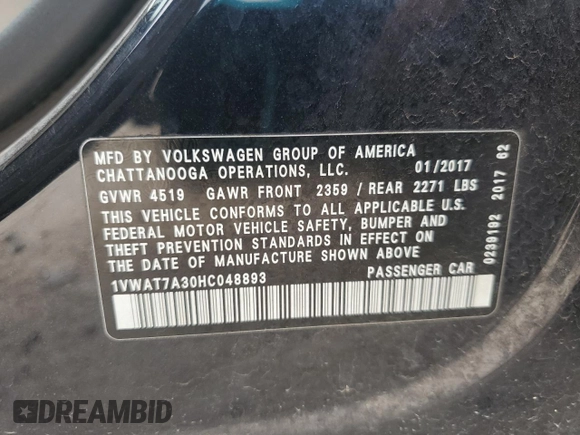 MFD BY VOLKSWAGEN GROUP OF AMERICA
CHATTANOOGA OPERATIONS, LLC. 01/2017
GVWR 4519 GAWR FRONT 2359 / REAR 2271 LBS
THIS VEHICLE CONFORMS TO ALL APPLICABLE U.S.
FEDERAL MOTOR VEHICLE SAFETY, BUMPER AND
THEFT PREVENTION STANDARDS IN EFFECT ON
THE DATE OF MANUFACTURE SHOWN ABOVE
1VWAT7A30HC048893 PASSENGER CAR
0239192 2017 62
DREAMBID